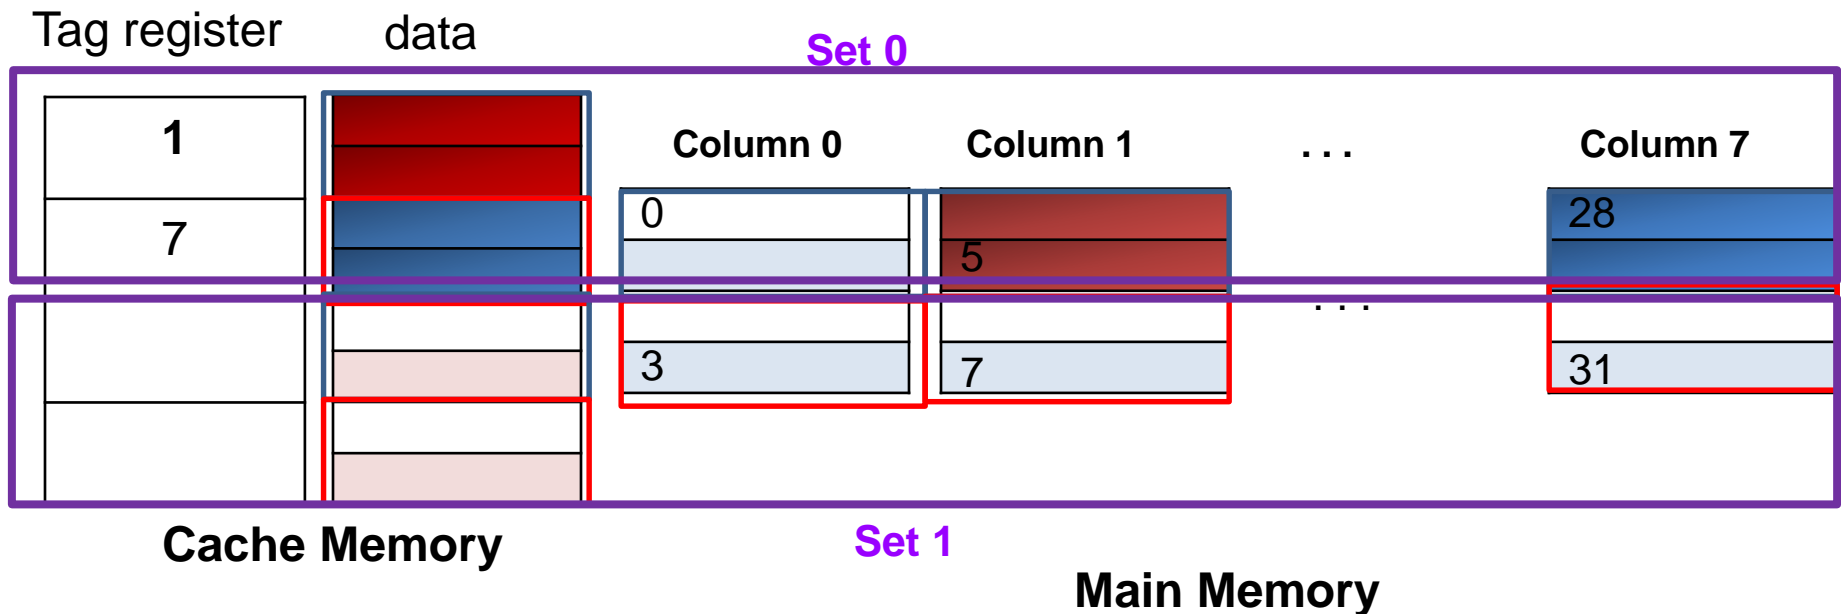 Tag register data
Set 0
1
Column 0 Column 1 . . . Column 7
7
0 28
5
. . .
3 7 31
Cache Memory
Set 1
Main Memory